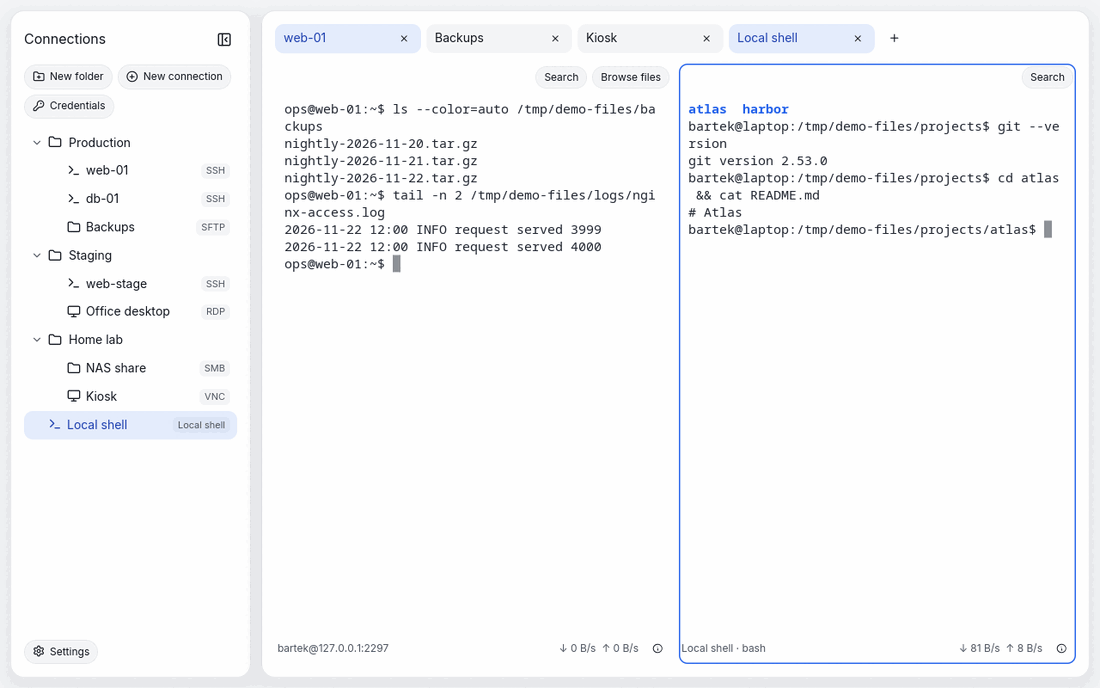 Connections
New folder
New connection
Credentials
Production
web-01 SSH
db-01 SSH
Backups SFTP
Staging
web-stage SSH
Office desktop RDP
Home lab
NAS share SMB
Kiosk VNC
Local shell Local shell
Settings
web-01 × Backups × Kiosk × Local shell × +
Search Browse files
ops@web-01:~$ ls --color=auto /tmp/demo-files/ba
ckups
nightly-2026-11-20.tar.gz
nightly-2026-11-21.tar.gz
nightly-2026-11-22.tar.gz
ops@web-01:~$ tail -n 2 /tmp/demo-files/logs/ngi
nx-access.log
2026-11-22 12:00 INFO request served 3999
2026-11-22 12:00 INFO request served 4000
ops@web-01:~$
bartek@127.0.0.1:2297 ↓ 0 B/s ↑ 0 B/s
Search
atlas  harbor
bartek@laptop:/tmp/demo-files/projects$ git --ve
rsion
git version 2.53.0
bartek@laptop:/tmp/demo-files/projects$ cd atlas
 && cat README.md
# Atlas
bartek@laptop:/tmp/demo-files/projects/atlas$
Local shell · bash ↓ 81 B/s ↑ 8 B/s